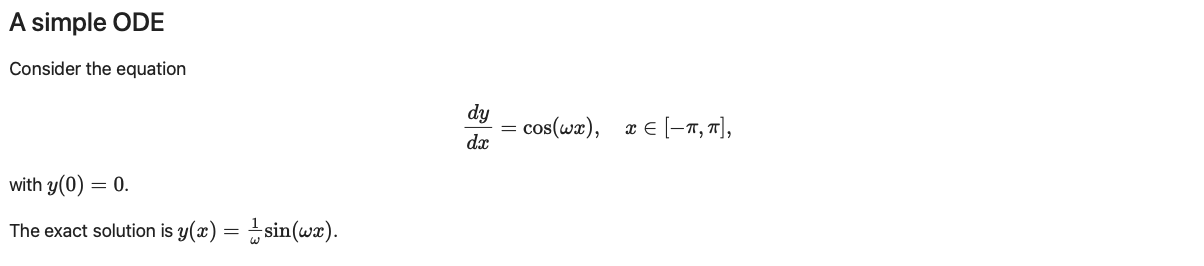 A simple ODE
Consider the equation
dy/dx = cos(ωx), x ∈ [−π, π],
with y(0) = 0.
The exact solution is y(x) = 1/ω sin(ωx).